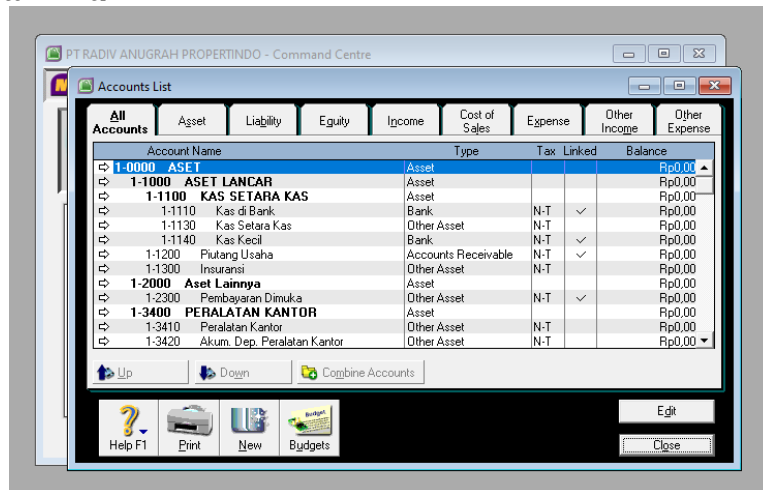 PT RADIV ANUGRAH PROPERTINDO - Command Centre
Accounts List
All Accounts Asset Liability Equity Income Cost of Sales Expense Other Income Other Expense
Account Name Type Tax Linked Balance
1-0000 ASET Asset Rp0,00
1-1000 ASET LANCAR Asset Rp0,00
1-1100 KAS SETARA KAS Asset Rp0,00
1-1110 Kas di Bank Bank N-T Rp0,00
1-1130 Kas Setara Kas Other Asset N-T Rp0,00
1-1140 Kas Kecil Bank N-T Rp0,00
1-1200 Piutang Usaha Accounts Receivable N-T Rp0,00
1-1300 Insuransi Other Asset N-T Rp0,00
1-2000 Aset Lainnya Asset Rp0,00
1-2300 Pembayaran Dimuka Other Asset N-T Rp0,00
1-3400 PERALATAN KANTOR Asset Rp0,00
1-3410 Peralatan Kantor Other Asset N-T Rp0,00
1-3420 Akum. Dep. Peralatan Kantor Other Asset N-T Rp0,00
Up Down Combine Accounts
Budget
Help F1 Print New Budgets
Edit
Close